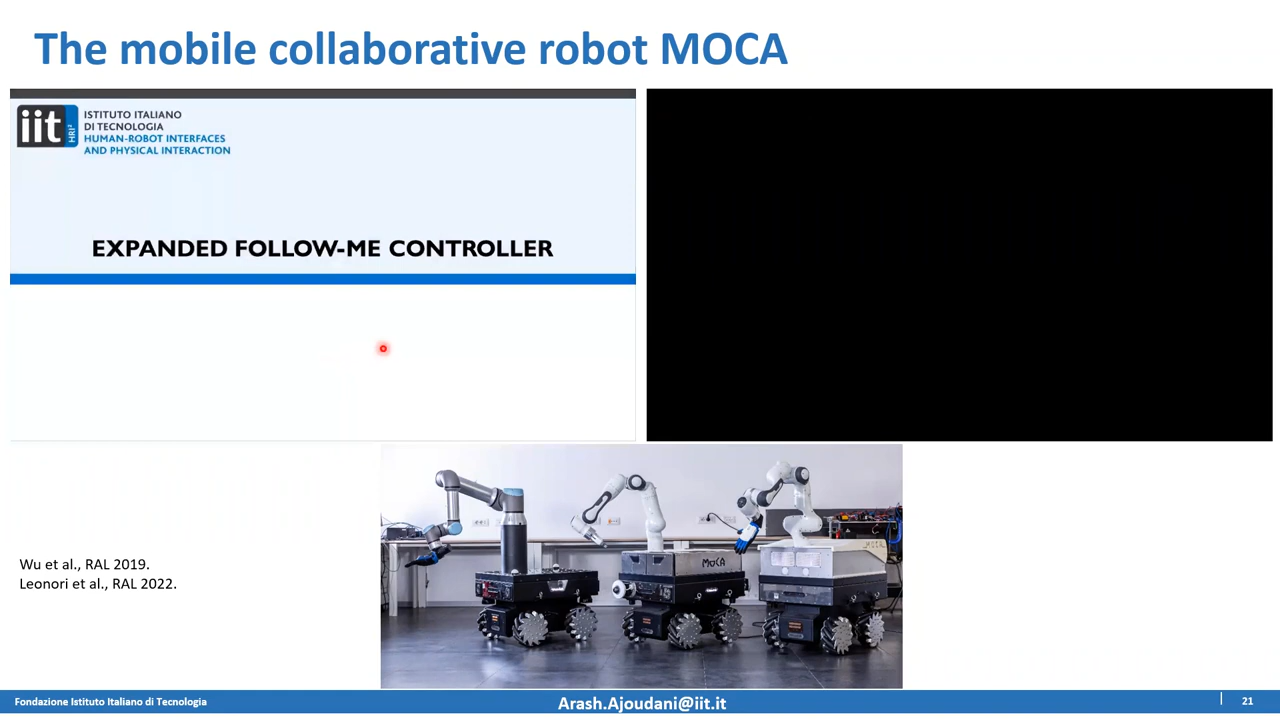 The mobile collaborative robot MOCA
iit
HRI²
ISTITUTO ITALIANO
DI TECNOLOGIA
HUMAN-ROBOT INTERFACES
AND PHYSICAL INTERACTION
EXPANDED FOLLOW-ME CONTROLLER
MOCA
MOCA
Wu et al., RAL 2019.
Leonori et al., RAL 2022.
Fondazione Istituto Italiano di Tecnologia
Arash.Ajoudani@iit.it
21